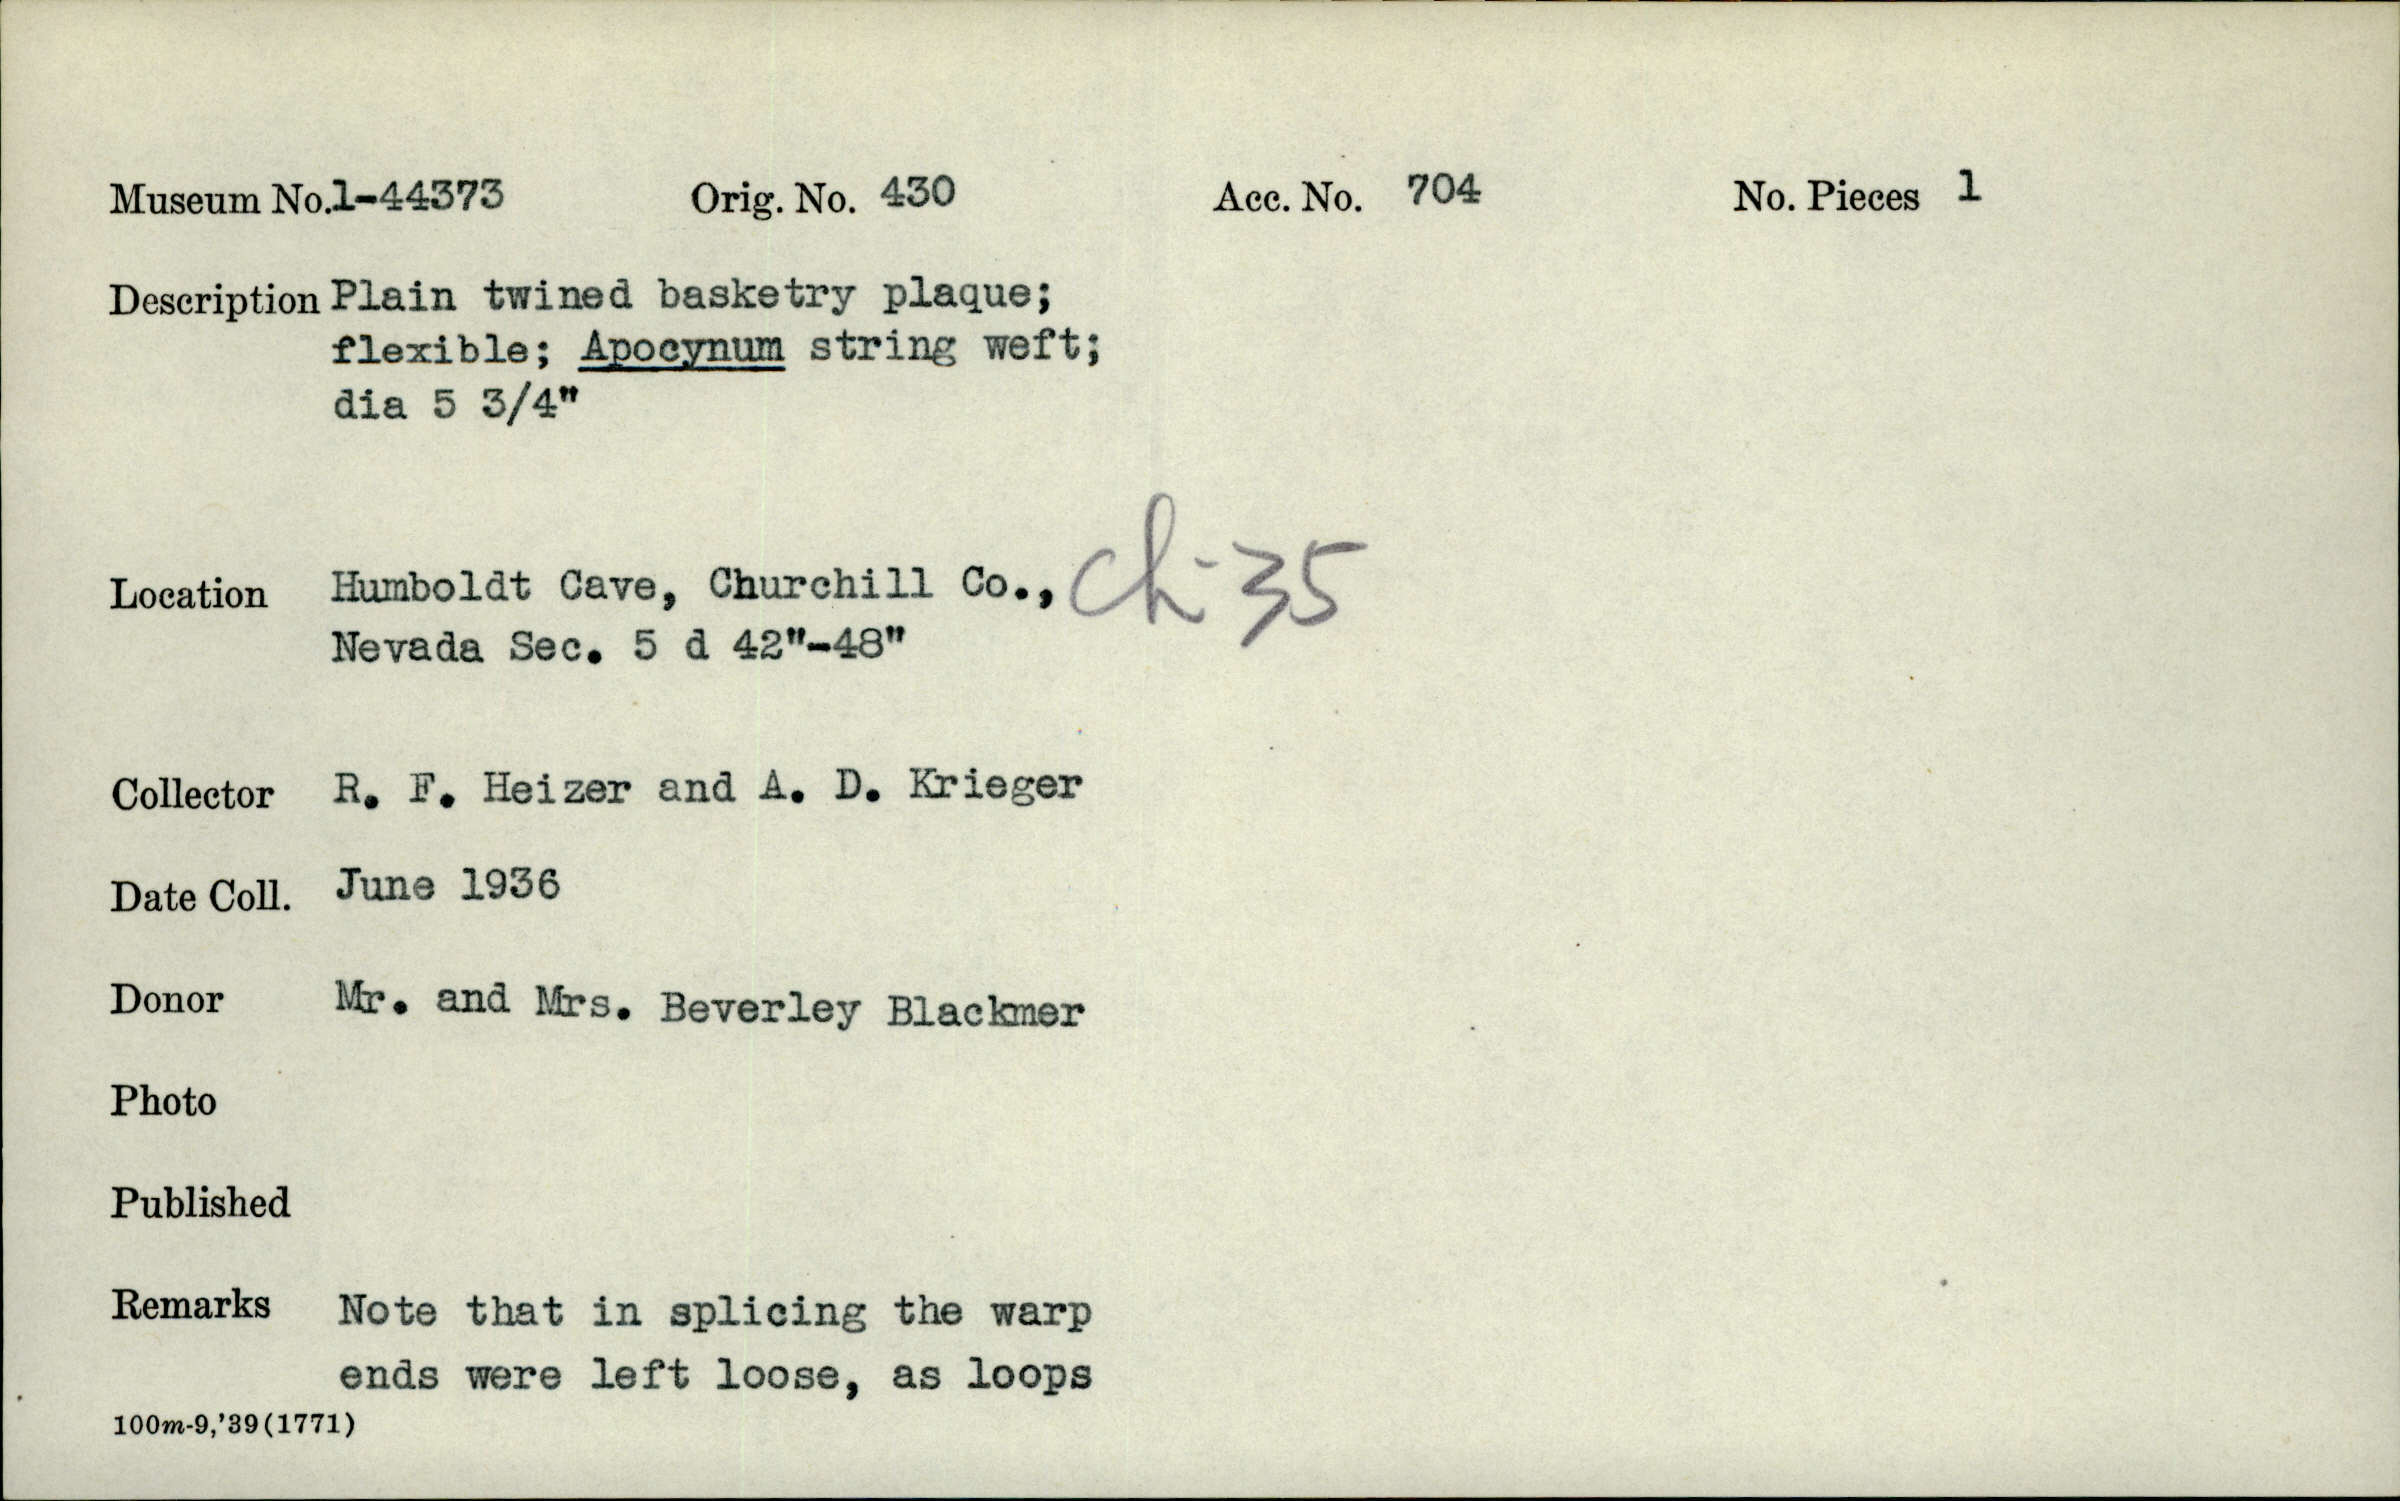 Museum No. 1-44373 Orig. No. 430 Acc. No. 704 No. Pieces 1
Description Plain twined basketry plaque;
flexible; Apocynum string weft;
dia 5 3/4"
Location Humboldt Cave, Churchill Co., Ch-35
Nevada Sec. 5 d 42"-48"
Collector R. F. Heizer and A. D. Krieger
Date Coll. June 1936
Donor Mr. and Mrs. Beverley Blackmer
Photo
Published
Remarks Note that in splicing the warp
ends were left loose, as loops
100m-9,'39(1771)